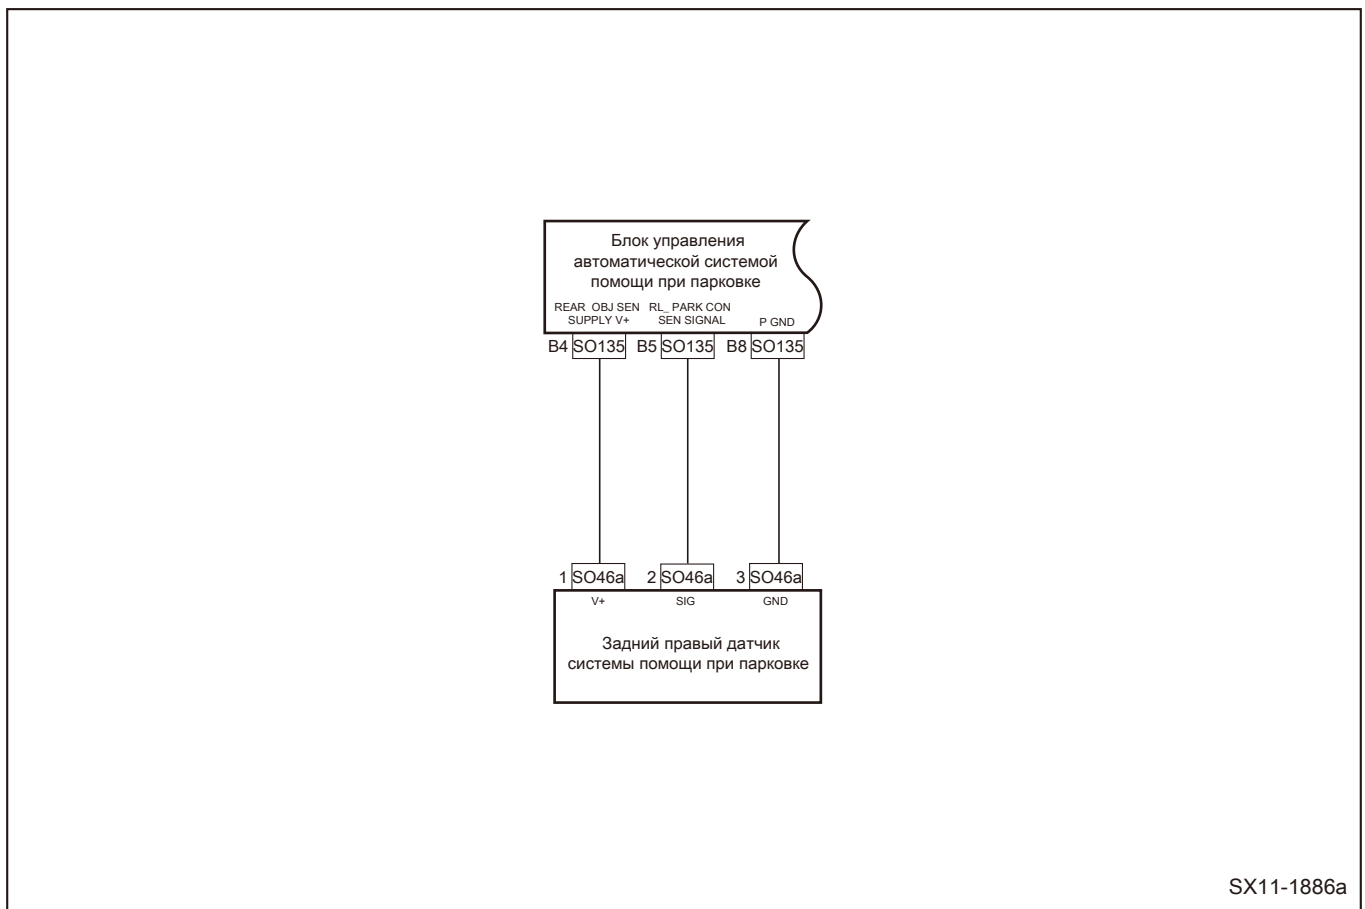 Блок управления
автоматической системой
помощи при парковке
REAR OBJ SEN RL_ PARK CON
SUPPLY V+ SEN SIGNAL P GND
B4 SO135 B5 SO135 B8 SO135
1 SO46a 2 SO46a 3 SO46a
V+ SIG GND
Задний правый датчик
системы помощи при парковке
SX11-1886a